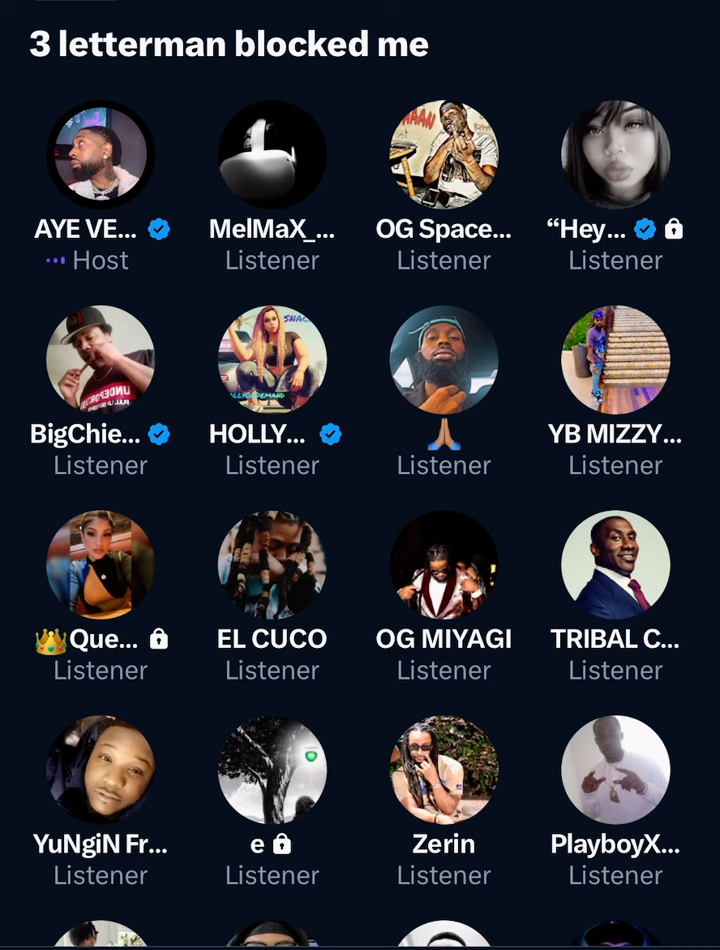 3 letterman blocked me
AYE VE...
MelMaX_...
OG Space...
“Hey...
Host
Listener
Listener
Listener
BigChie...
HOLLY...
🙏🏽
YB MIZZY...
Listener
Listener
Listener
Listener
👑Que...
EL CUCO
OG MIYAGI
TRIBAL C...
Listener
Listener
Listener
Listener
YuNgiN Fr...
e
Zerin
PlayboyX...
Listener
Listener
Listener
Listener